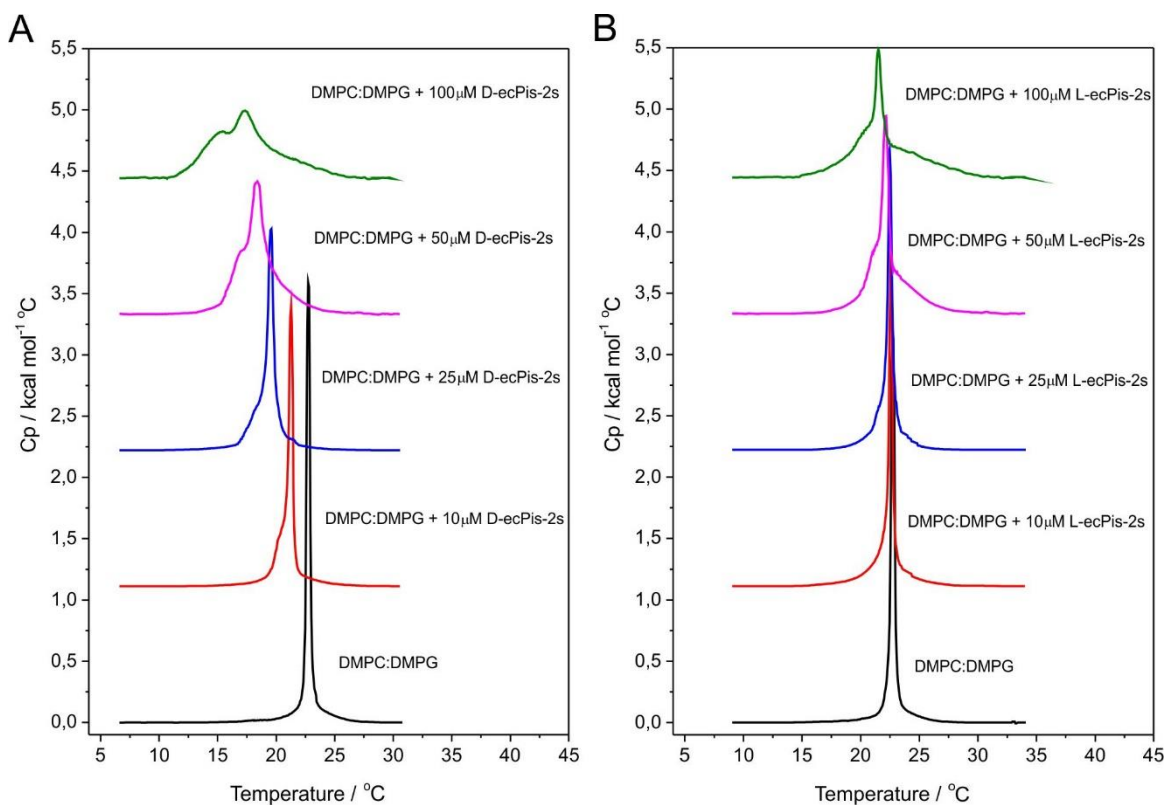 A
5,5
5,0
4,5
4,0
3,5
3,0
2,5
2,0
1,5
1,0
0,5
0,0
Cp / kcal mol⁻¹ °C
DMPC:DMPG + 100μM D-ecPis-2s
DMPC:DMPG + 50μM D-ecPis-2s
DMPC:DMPG + 25μM D-ecPis-2s
DMPC:DMPG + 10μM D-ecPis-2s
DMPC:DMPG
5 10 15 20 25 30 35 40 45
Temperature / °C
B
5,5
5,0
4,5
4,0
3,5
3,0
2,5
2,0
1,5
1,0
0,5
0,0
Cp / kcal mol⁻¹ °C
DMPC:DMPG + 100μM L-ecPis-2s
DMPC:DMPG + 50μM L-ecPis-2s
DMPC:DMPG + 25μM L-ecPis-2s
DMPC:DMPG + 10μM L-ecPis-2s
DMPC:DMPG
5 10 15 20 25 30 35 40 45
Temperature / °C